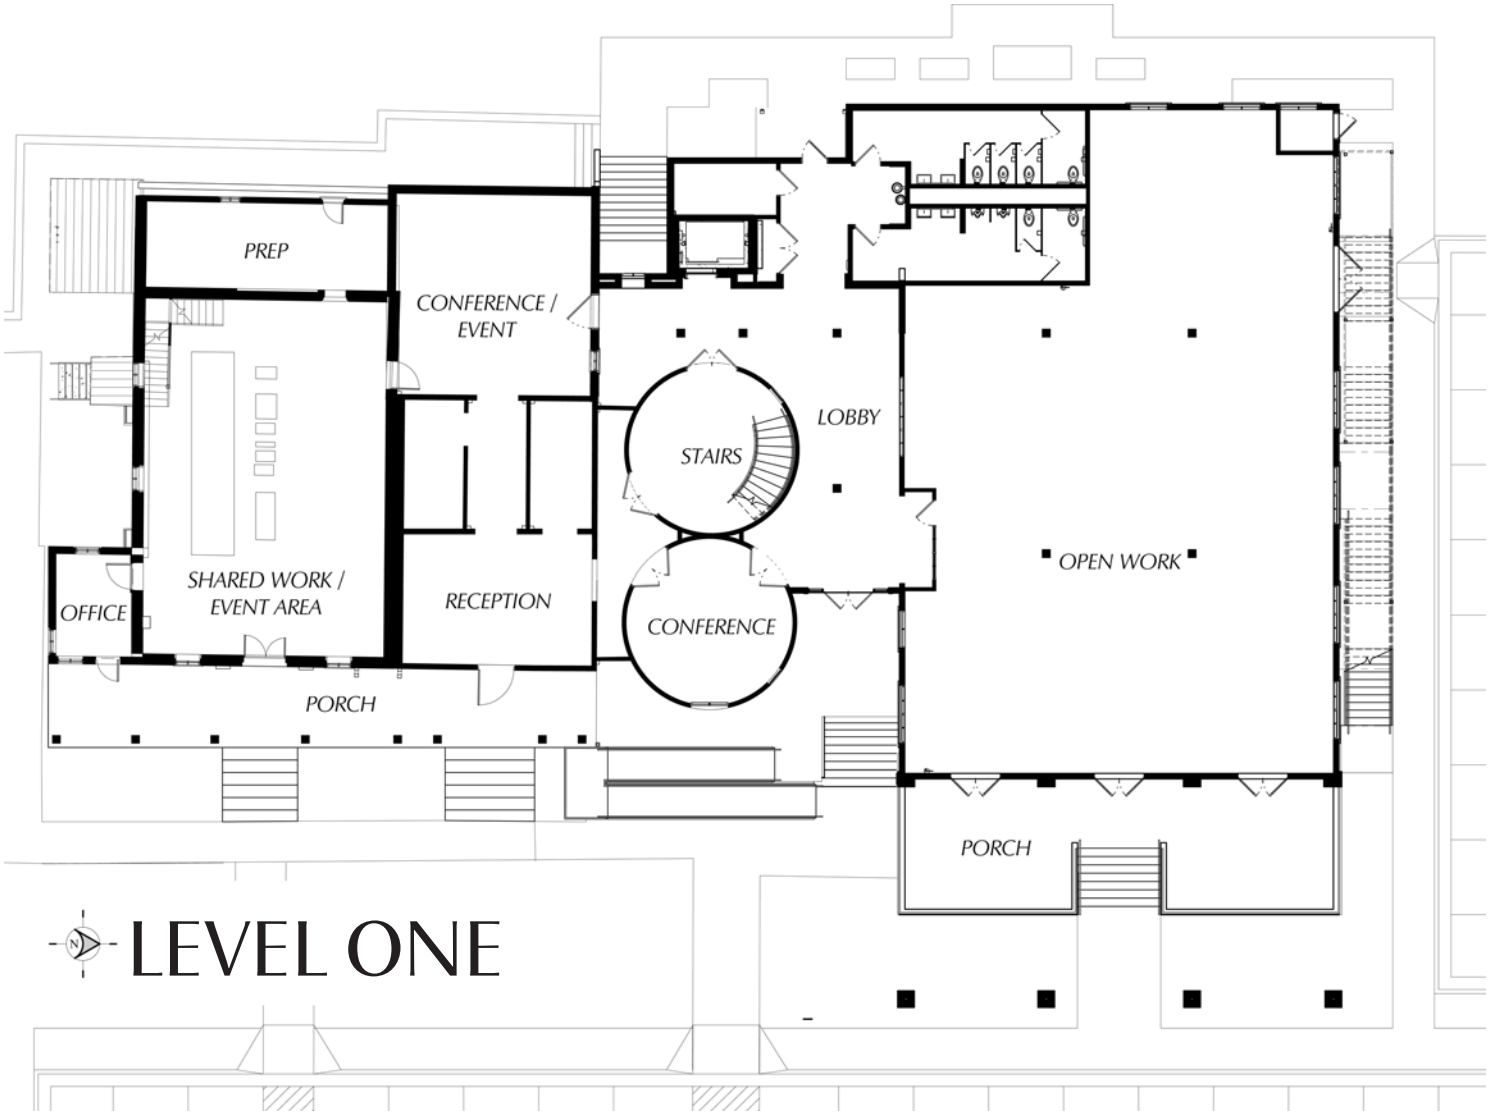 PREP
CONFERENCE /
EVENT
LOBBY
STAIRS
OPEN WORK
SHARED WORK /
EVENT AREA
OFFICE
RECEPTION
CONFERENCE
PORCH
PORCH
N
LEVEL ONE